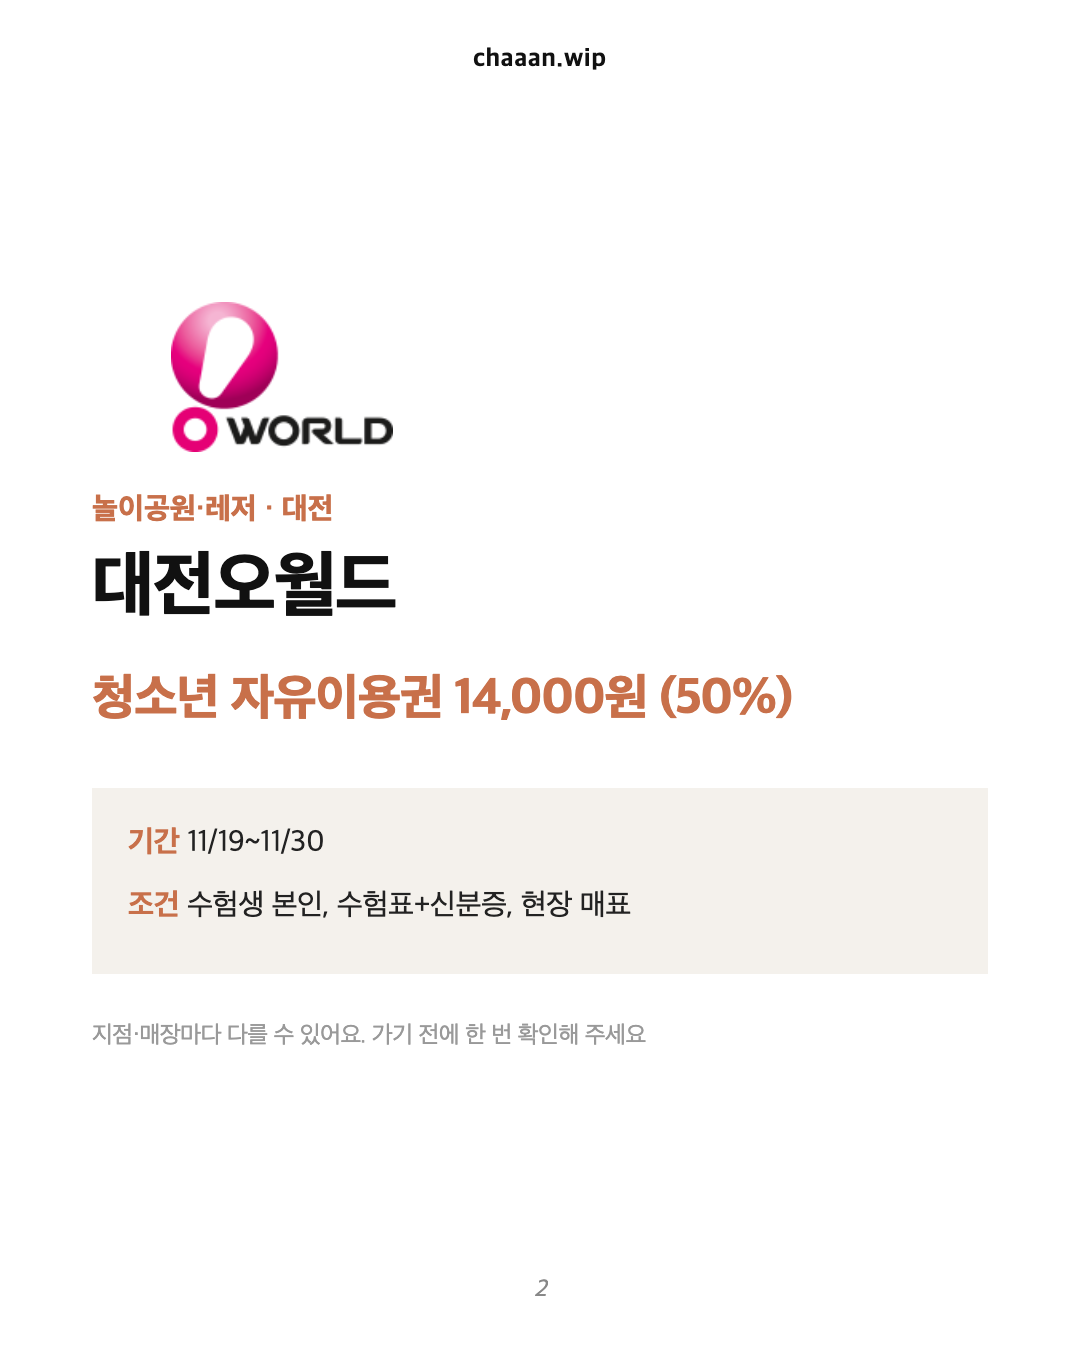 chaaan.wip
WORLD
놀이공원·레저 · 대전
대전오월드
청소년 자유이용권 14,000원 (50%)
기간 11/19~11/30
조건 수험생 본인, 수험표+신분증, 현장 매표
지점·매장마다 다를 수 있어요. 가기 전에 한 번 확인해 주세요
2